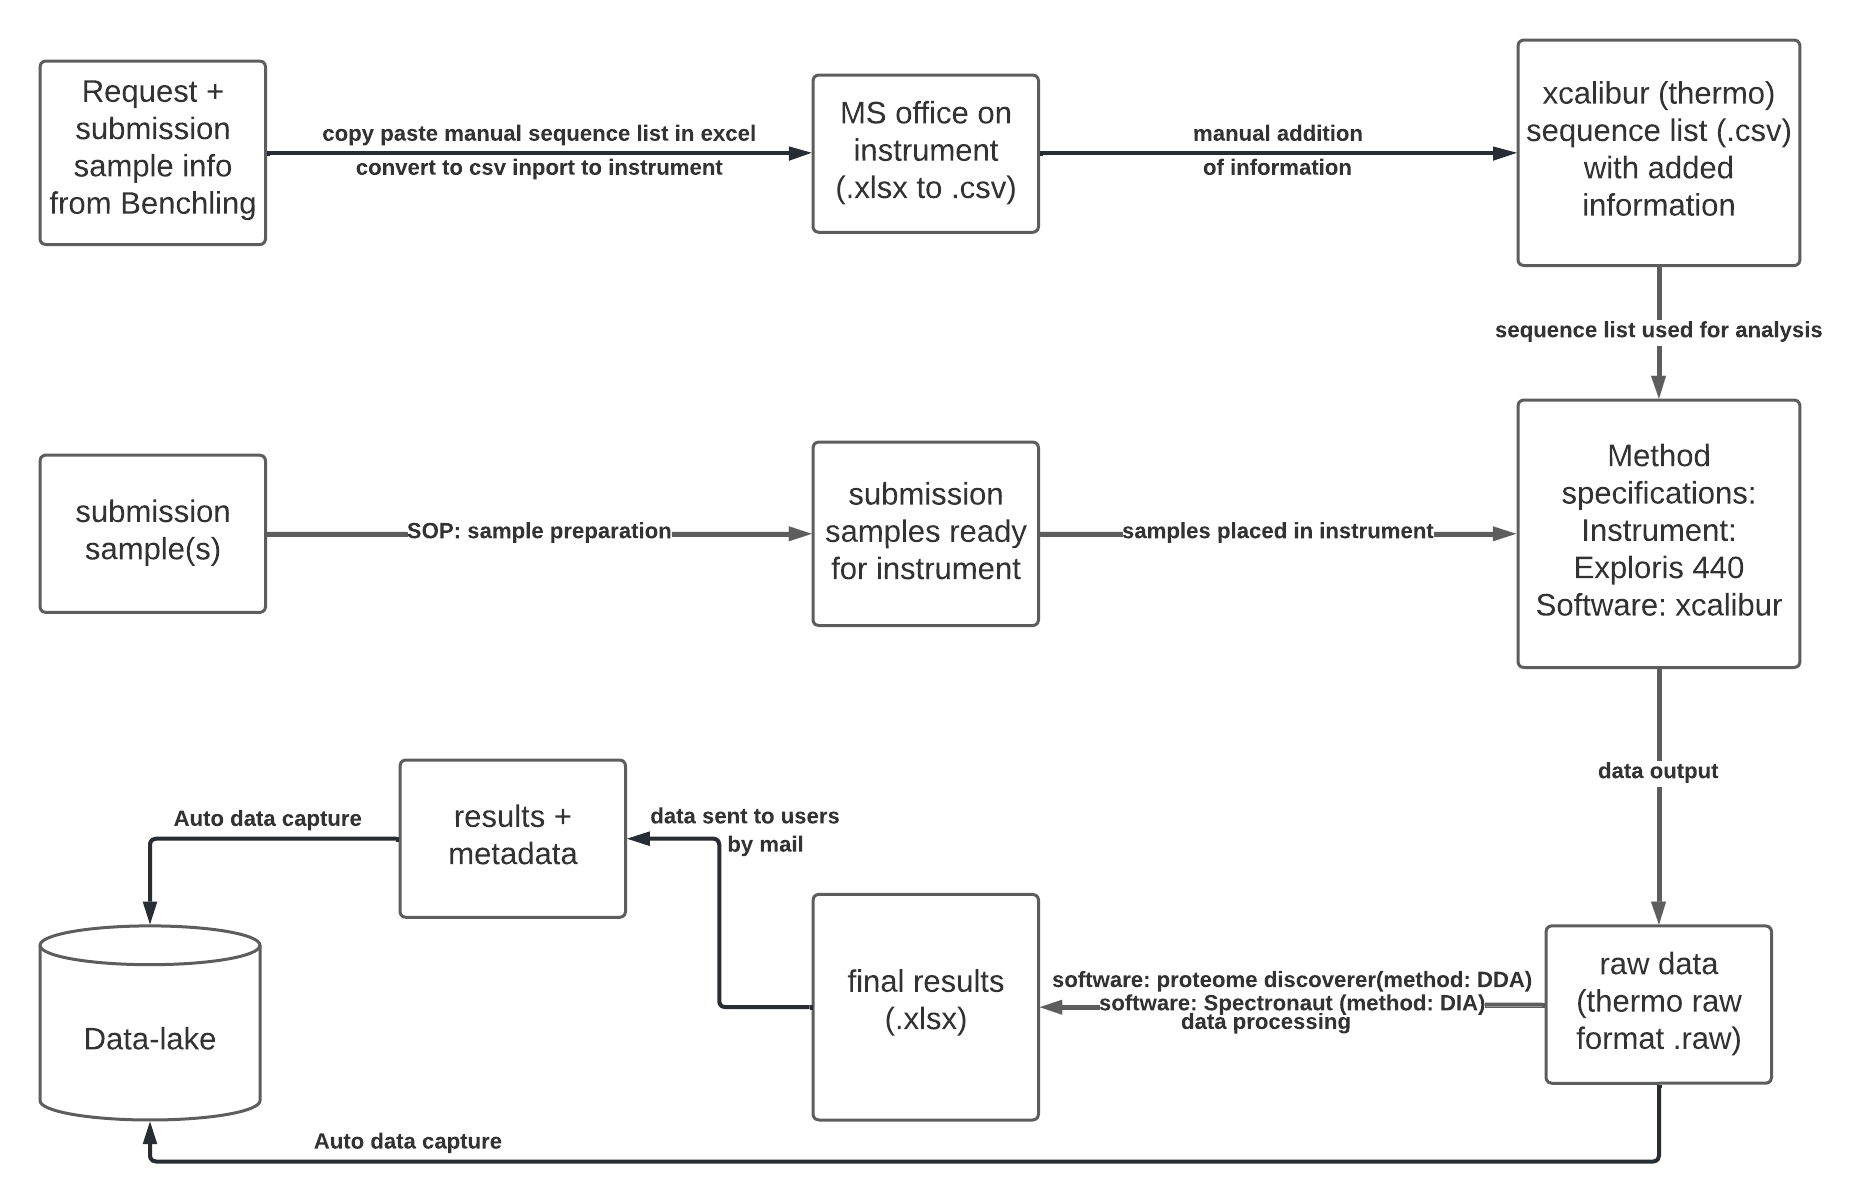 Request +
submission
sample info
from Benchling
copy paste manual sequence list in excel
convert to csv inport to instrument
MS office on
instrument
(.xlsx to .csv)
manual addition
of information
xcalibur (thermo)
sequence list (.csv)
with added
information
sequence list used for analysis
submission
sample(s)
SOP: sample preparation
submission
samples ready
for instrument
samples placed in instrument
Method
specifications:
Instrument:
Exploris 440
Software: xcalibur
data output
raw data
(thermo raw
format .raw)
software: proteome discoverer(method: DDA)
software: Spectronaut (method: DIA)
data processing
final results
(.xlsx)
data sent to users
by mail
results +
metadata
Auto data capture
Data-lake
Auto data capture